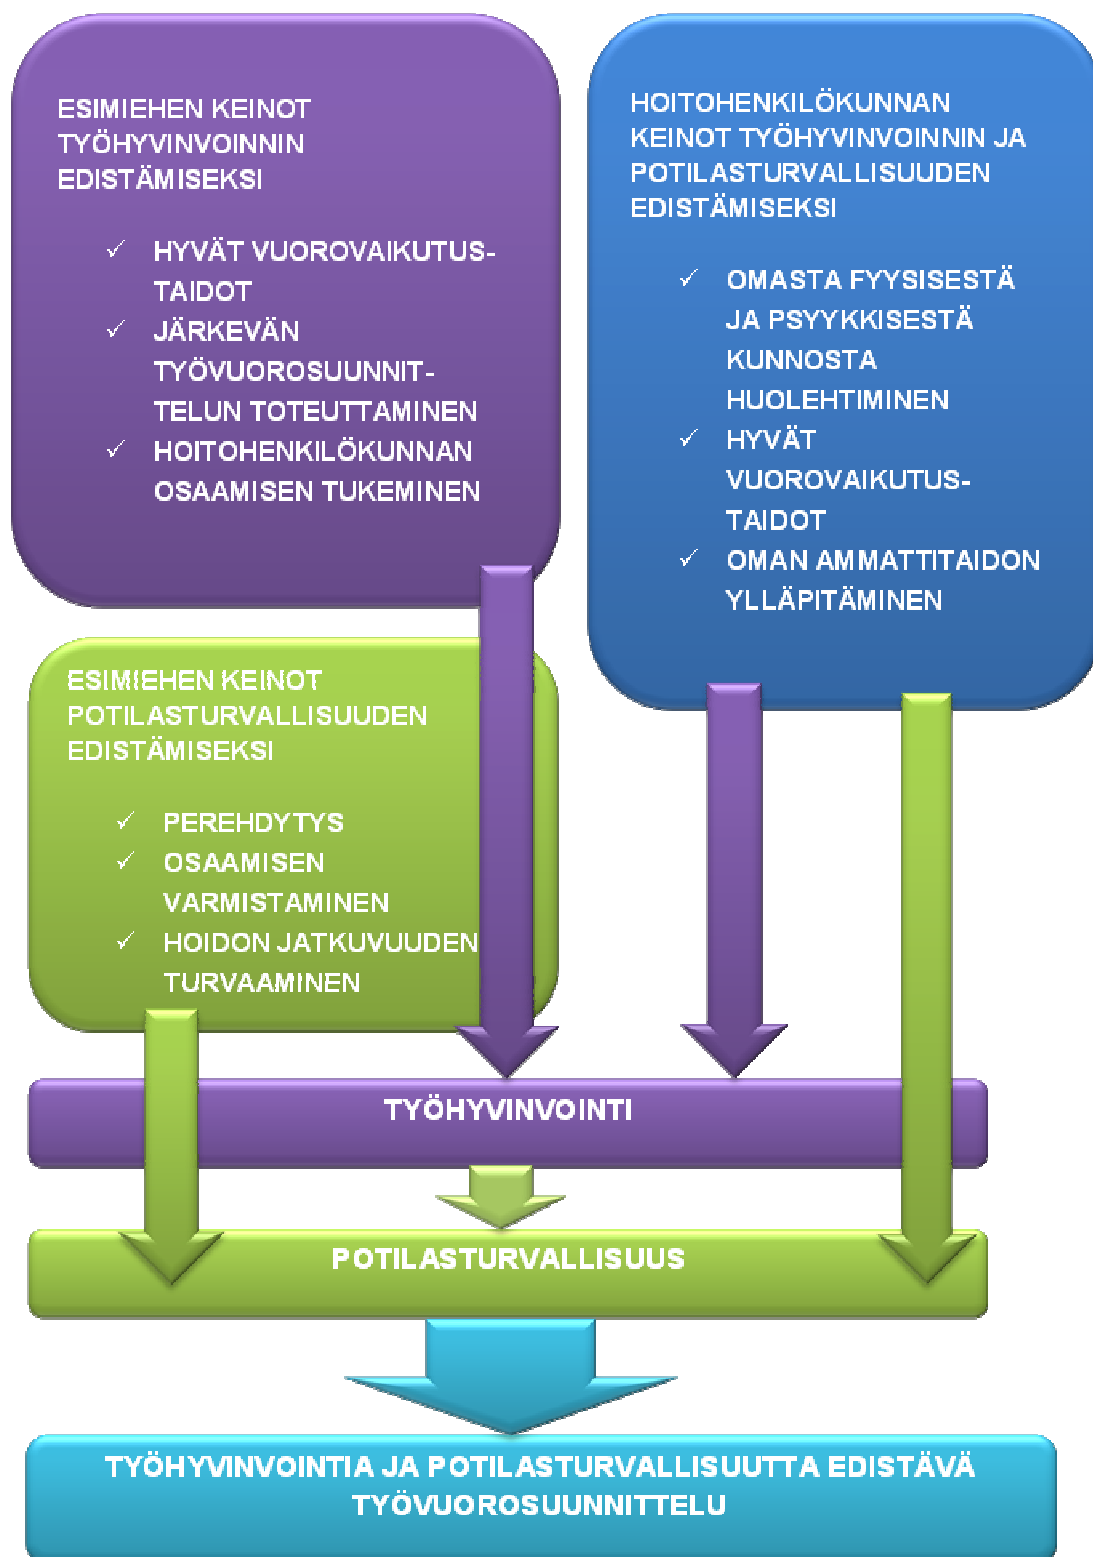 ESIMIEHEN KEINOT
TYÖHYVINVOINNIN
EDISTÄMISEKSI
✓ HYVÄT VUOROVAIKUTUS-
TAIDOT
✓ JÄRKEVÄN
TYÖVUOROSUUNNIT-
TELUN TOTEUTTAMINEN
✓ HOITOHENKILÖKUNNAN
OSAAMISEN TUKEMINEN
HOITOHENKILÖKUNNAN
KEINOT TYÖHYVINVOINNIN JA
POTILASTURVALLISUUDEN
EDISTÄMISEKSI
✓ OMASTA FYYSISESTÄ
JA PSYYKKISESTÄ
KUNNOSTA
HUOLEHTIMINEN
✓ HYVÄT
VUOROVAIKUTUS-
TAIDOT
✓ OMAN AMMATTITAIDON
YLLÄPITÄMINEN
ESIMIEHEN KEINOT
POTILASTURVALLISUUDEN
EDISTÄMISEKSI
✓ PEREHDYTYS
✓ OSAAMISEN
VARMISTAMINEN
✓ HOIDON JATKUVUUDEN
TURVAAMINEN
TYÖHYVINVOINTI
POTILASTURVALLISUUS
TYÖHYVINVOINTIA JA POTILASTURVALLISUUTTA EDISTÄVÄ
TYÖVUOROSUUNNITTELU